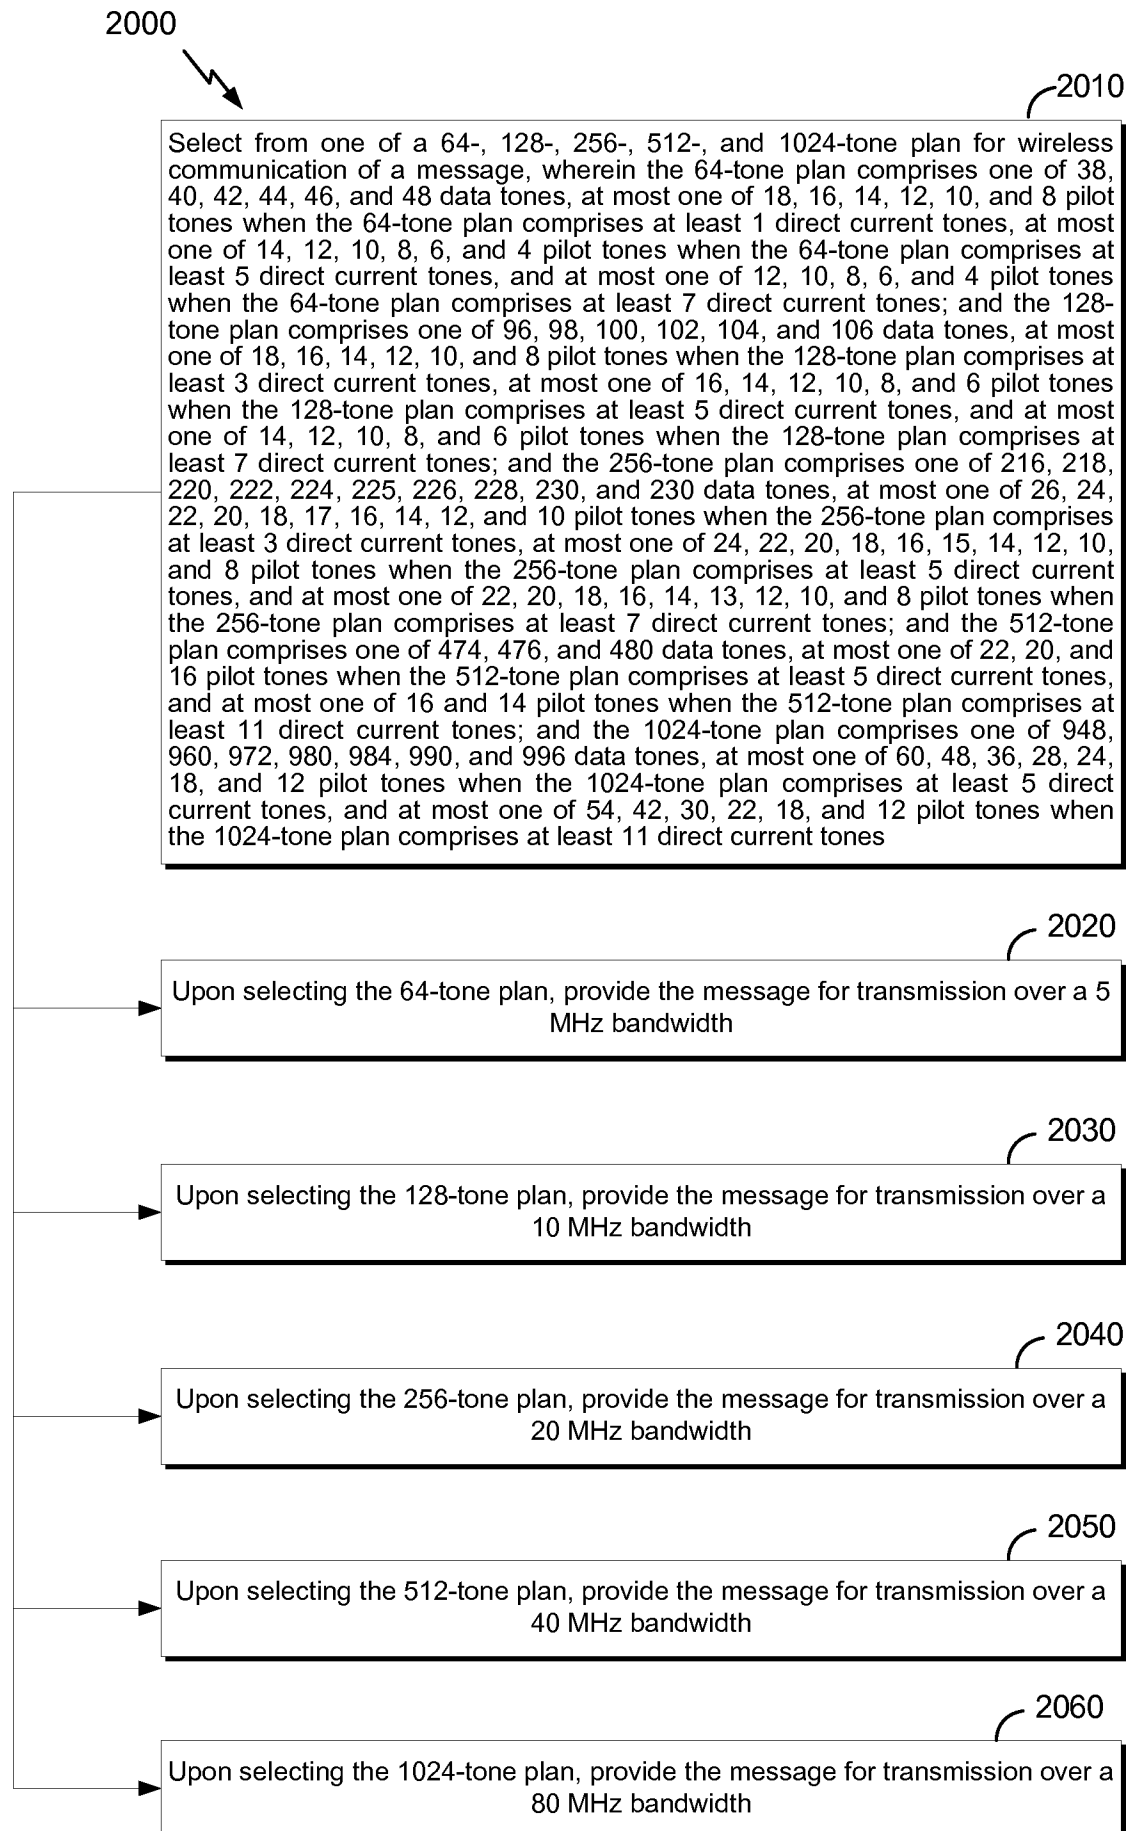 2000
2010
Select from one of a 64-, 128-, 256-, 512-, and 1024-tone plan for wireless
communication of a message, wherein the 64-tone plan comprises one of 38,
40, 42, 44, 46, and 48 data tones, at most one of 18, 16, 14, 12, 10, and 8 pilot
tones when the 64-tone plan comprises at least 1 direct current tones, at most
one of 14, 12, 10, 8, 6, and 4 pilot tones when the 64-tone plan comprises at
least 5 direct current tones, and at most one of 12, 10, 8, 6, and 4 pilot tones
when the 64-tone plan comprises at least 7 direct current tones; and the 128-
tone plan comprises one of 96, 98, 100, 102, 104, and 106 data tones, at most
one of 18, 16, 14, 12, 10, and 8 pilot tones when the 128-tone plan comprises at
least 3 direct current tones, at most one of 16, 14, 12, 10, 8, and 6 pilot tones
when the 128-tone plan comprises at least 5 direct current tones, and at most
one of 14, 12, 10, 8, and 6 pilot tones when the 128-tone plan comprises at
least 7 direct current tones; and the 256-tone plan comprises one of 216, 218,
220, 222, 224, 225, 226, 228, 230, and 230 data tones, at most one of 26, 24,
22, 20, 18, 17, 16, 14, 12, and 10 pilot tones when the 256-tone plan comprises
at least 3 direct current tones, at most one of 24, 22, 20, 18, 16, 15, 14, 12, 10,
and 8 pilot tones when the 256-tone plan comprises at least 5 direct current
tones, and at most one of 22, 20, 18, 16, 14, 13, 12, 10, and 8 pilot tones when
the 256-tone plan comprises at least 7 direct current tones; and the 512-tone
plan comprises one of 474, 476, and 480 data tones, at most one of 22, 20, and
16 pilot tones when the 512-tone plan comprises at least 5 direct current tones,
and at most one of 16 and 14 pilot tones when the 512-tone plan comprises at
least 11 direct current tones; and the 1024-tone plan comprises one of 948,
960, 972, 980, 984, 990, and 996 data tones, at most one of 60, 48, 36, 28, 24,
18, and 12 pilot tones when the 1024-tone plan comprises at least 5 direct
current tones, and at most one of 54, 42, 30, 22, 18, and 12 pilot tones when
the 1024-tone plan comprises at least 11 direct current tones
2020
Upon selecting the 64-tone plan, provide the message for transmission over a 5
MHz bandwidth
2030
Upon selecting the 128-tone plan, provide the message for transmission over a
10 MHz bandwidth
2040
Upon selecting the 256-tone plan, provide the message for transmission over a
20 MHz bandwidth
2050
Upon selecting the 512-tone plan, provide the message for transmission over a
40 MHz bandwidth
2060
Upon selecting the 1024-tone plan, provide the message for transmission over a
80 MHz bandwidth